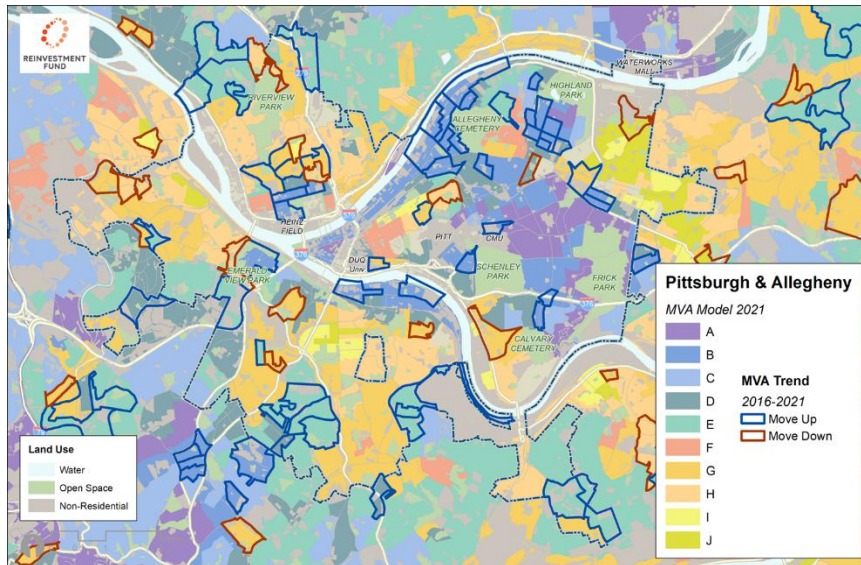 REINVESTMENT
FUND
WATERWORKS
MALL
HIGHLAND
PARK
RIVERVIEW
PARK
ALLEGHENY
CEMETERY
HEINZ
FIELD
PITT
CMU
DUQ
Univ
376
EMERALD
VIEW PARK
SCHENLEY
PARK
FRICK
PARK
CALVARY
CEMETERY
Pittsburgh & Allegheny
MVA Model 2021
A
B
C
D
E
F
G
H
I
J
MVA Trend
2016-2021
Move Up
Move Down
Land Use
Water
Open Space
Non-Residential